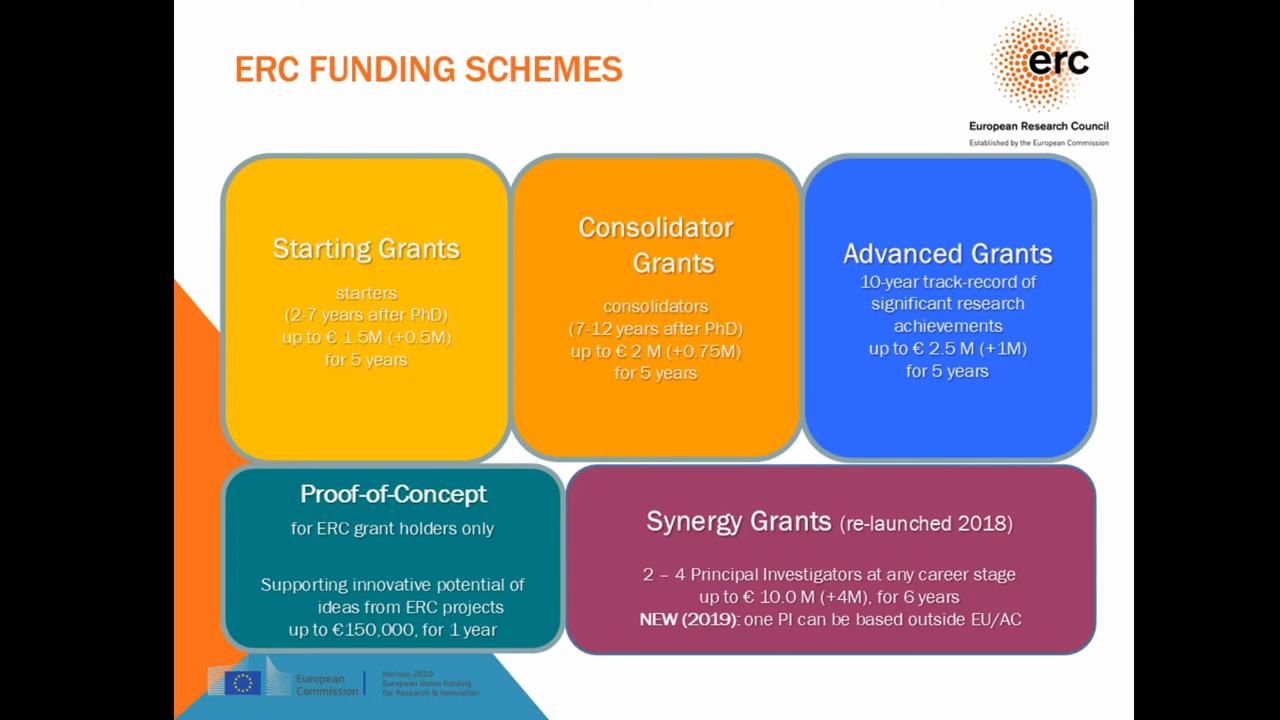 ERC FUNDING SCHEMES
erc
European Research Council
Established by the European Commission
Starting Grants
starters
(2-7 years after PhD)
up to € 1.5M (+0.5M)
for 5 years
Consolidator
Grants
consolidators
(7-12 years after PhD)
up to € 2 M (+0.75M)
for 5 years
Advanced Grants
10-year track-record of
significant research
achievements
up to € 2.5 M (+1M)
for 5 years
Proof-of-Concept
for ERC grant holders only
Supporting innovative potential of
ideas from ERC projects
up to €150,000, for 1 year
Synergy Grants (re-launched 2018)
2 – 4 Principal Investigators at any career stage
up to € 10.0 M (+4M), for 6 years
NEW (2019): one PI can be based outside EU/AC
European
Commission
Horizon 2020
European Union funding
for Research & Innovation